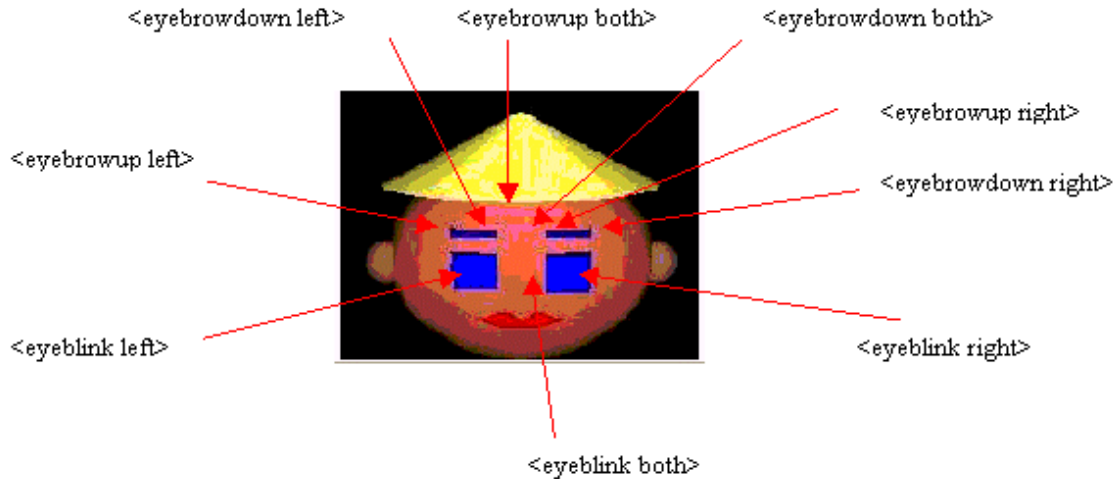 <eyebrowdown left>
<eyebrowup both>
<eyebrowdown both>
<eyebrowup right>
<eyebrowup left>
<eyebrowdown right>
<eyeblink left>
<eyeblink right>
<eyeblink both>